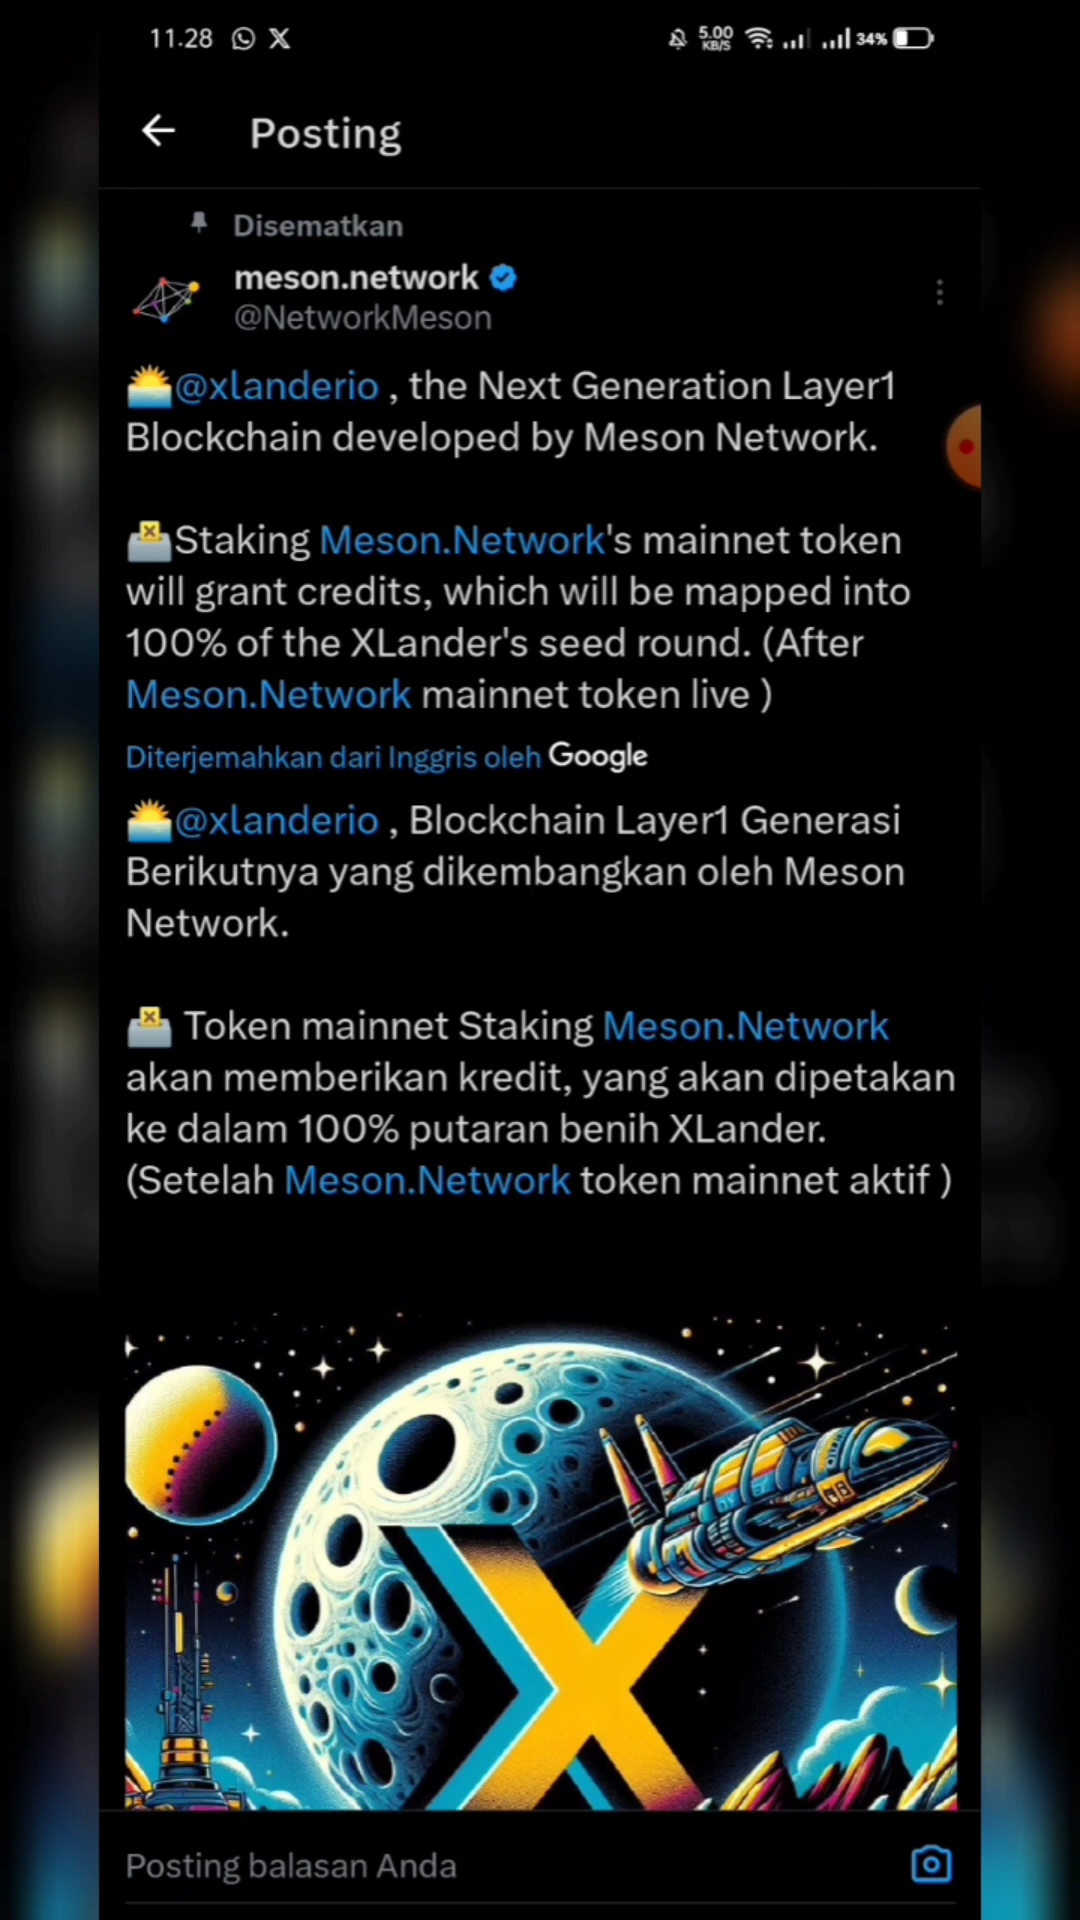 11.28
5.00
KB/S
34%
Posting
Disematkan
meson.network
@NetworkMeson
@xlanderio , the Next Generation Layer1
Blockchain developed by Meson Network.
Staking Meson.Network's mainnet token
will grant credits, which will be mapped into
100% of the XLander's seed round. (After
Meson.Network mainnet token live )
Diterjemahkan dari Inggris oleh Google
@xlanderio , Blockchain Layer1 Generasi
Berikutnya yang dikembangkan oleh Meson
Network.
Token mainnet Staking Meson.Network
akan memberikan kredit, yang akan dipetakan
ke dalam 100% putaran benih XLander.
(Setelah Meson.Network token mainnet aktif )
X
Posting balasan Anda